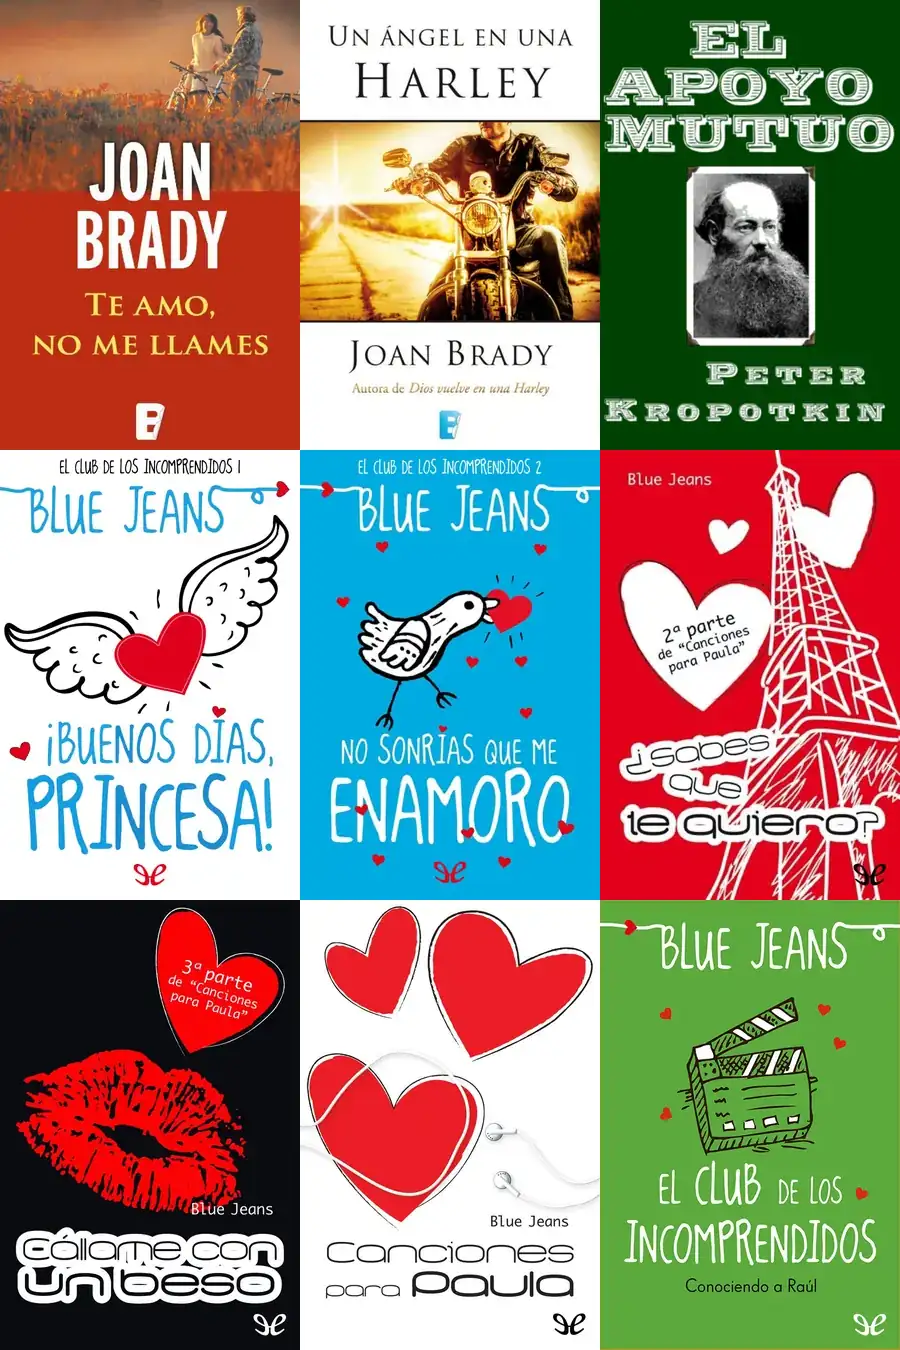 JOAN
BRADY
TE AMO,
NO ME LLAMES
B
UN ÁNGEL EN UNA
HARLEY
JOAN BRADY
Autora de Dios vuelve en una Harley
B
EL
APOYO
MUTUO
PETER
KROPOTKIN
EL CLUB DE LOS INCOMPRENDIDOS 1
BLUE JEANS
¡BUENOS DÍAS,
PRINCESA!
EL CLUB DE LOS INCOMPRENDIDOS 2
BLUE JEANS
NO SONRÍAS QUE ME
ENAMORO
Blue Jeans
2ª parte
de "Canciones
para Paula"
¿Sabes
que
te quiero?
3ª parte
de "Canciones
para Paula"
Blue Jeans
Cállame con
un beso
Blue Jeans
Canciones
para Paula
BLUE JEANS
EL CLUB DE LOS
INCOMPRENDIDOS
Conociendo a Raúl